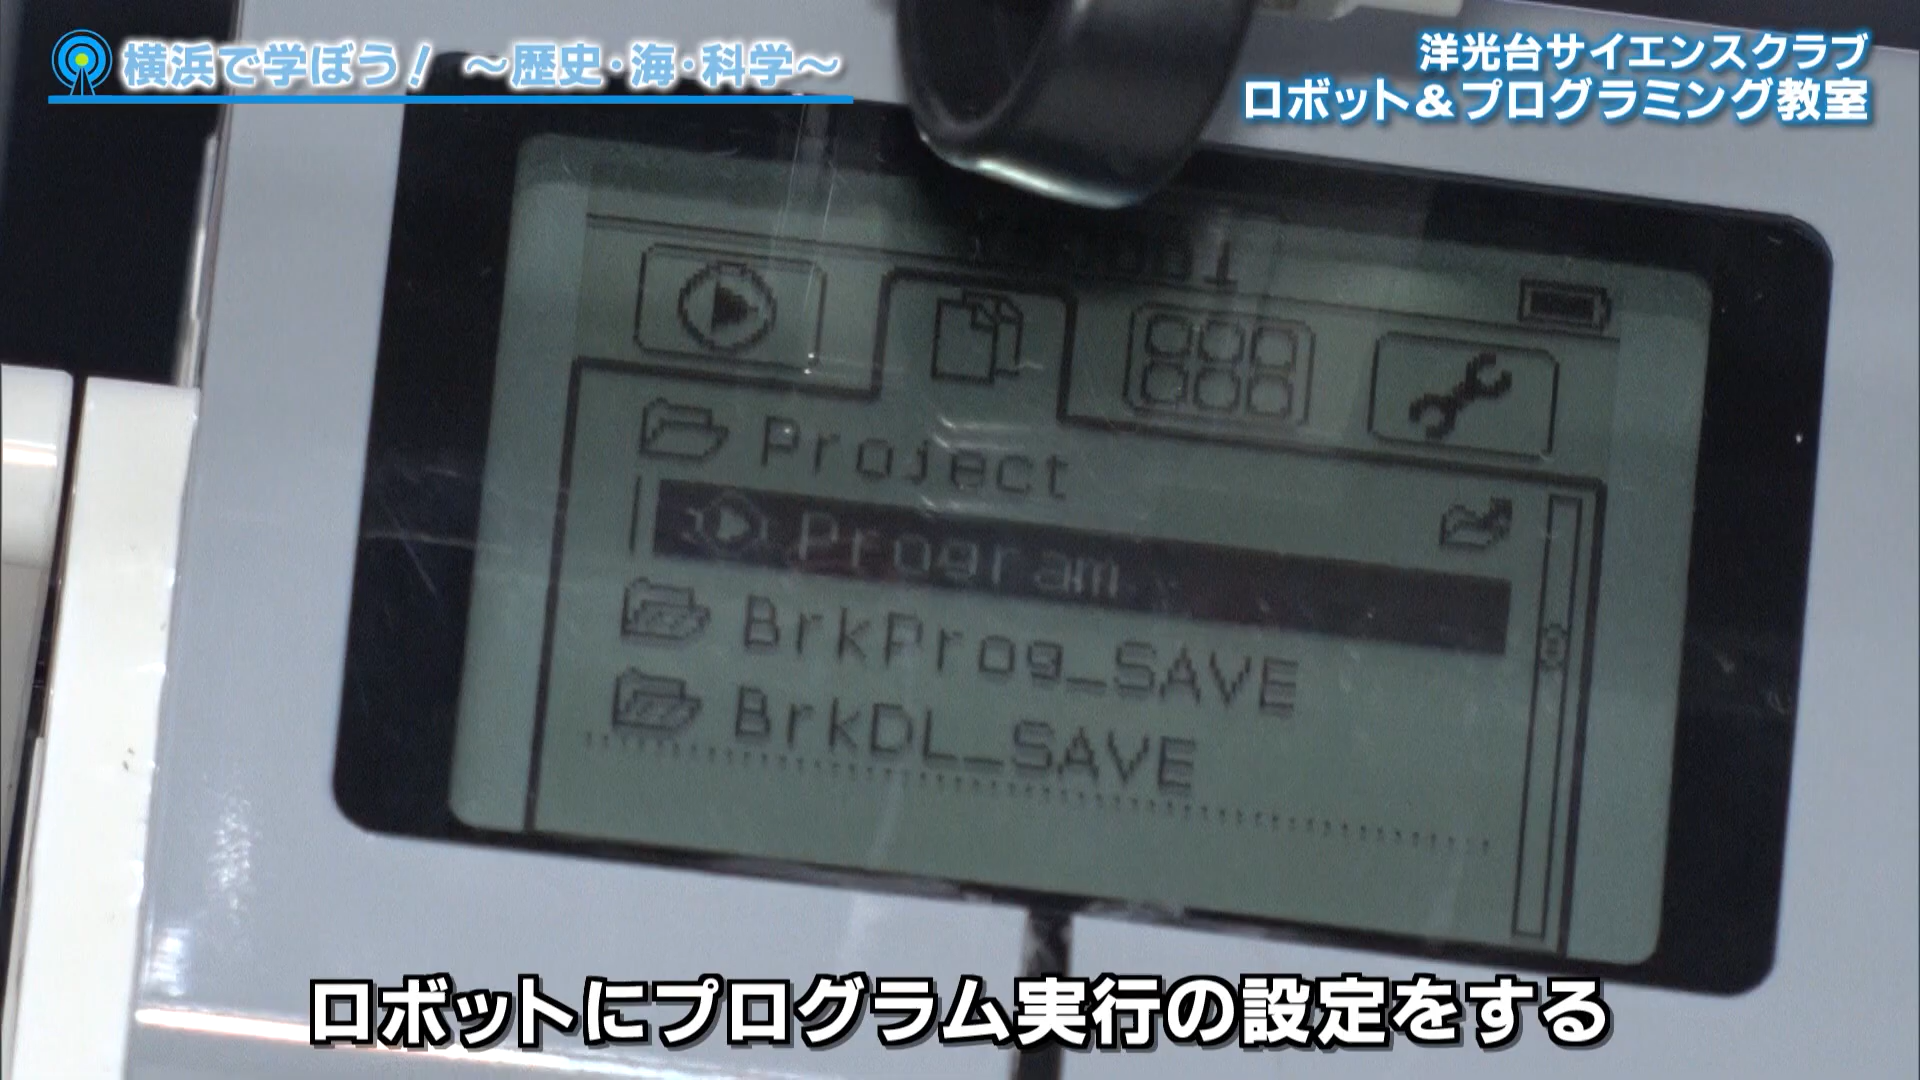 横浜で学ぼう! ～歴史・海・科学～
洋光台サイエンスクラブ
ロボット＆プログラミング教室
Project
Program
BrkProg_SAVE
BrkDL_SAVE
ロボットにプログラム実行の設定をする